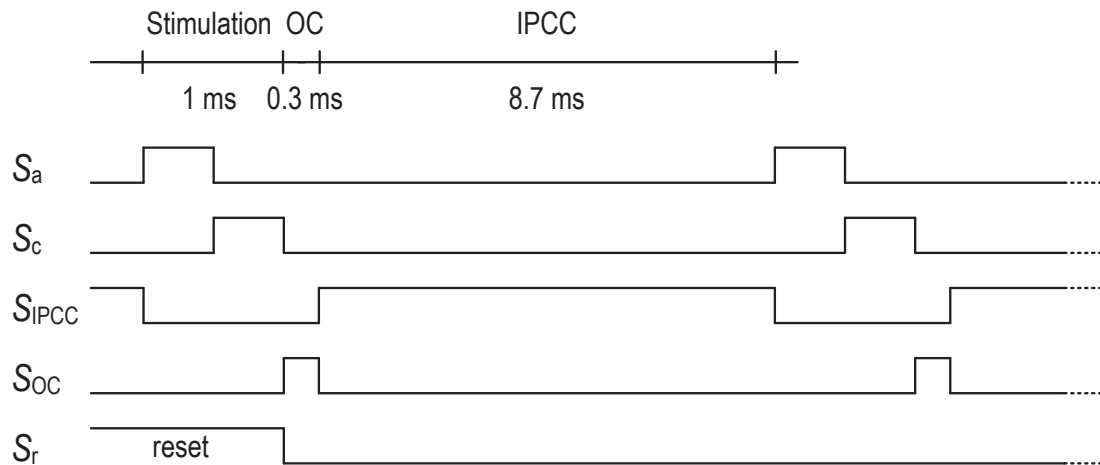 Stimulation OC IPCC
1 ms 0.3 ms 8.7 ms
Sa
Sc
SIPCC
SOC
Sr reset